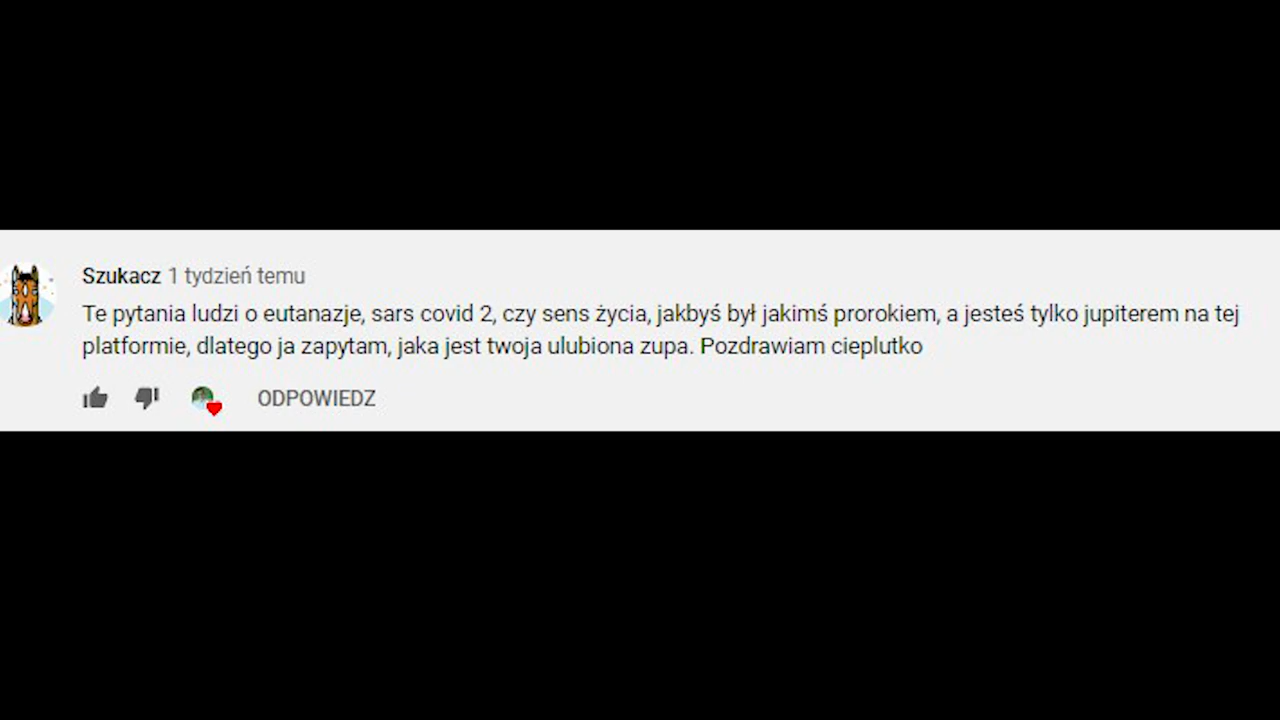 Szukacz 1 tydzień temu
Te pytania ludzi o eutanazje, sars covid 2, czy sens życia, jakbyś był jakimś prorokiem, a jesteś tylko jupiterem na tej
platformie, dlatego ja zapytam, jaka jest twoja ulubiona zupa. Pozdrawiam cieplutko
ODPOWIEDZ